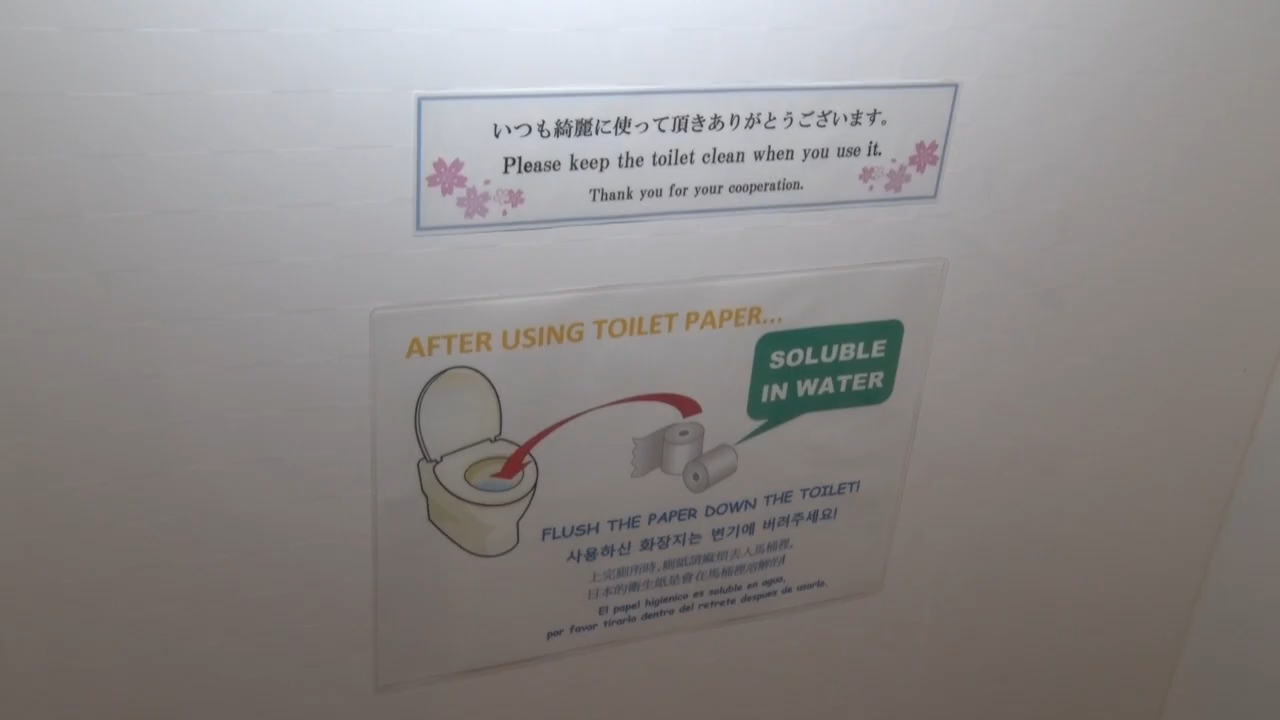 いつも綺麗に使って頂きありがとうございます。
Please keep the toilet clean when you use it.
Thank you for your cooperation.
AFTER USING TOILET PAPER...
SOLUBLE
IN WATER
FLUSH THE PAPER DOWN THE TOILET!
사용하신 화장지는 변기에 버려주세요!
上完廁所時,廁紙請麻煩丟入馬桶裡,
日本的衛生紙是會在馬桶裡溶解的!
El papel higienico es soluble en agua,
por favor tirarlo dentro del retrete despues de usarlo.